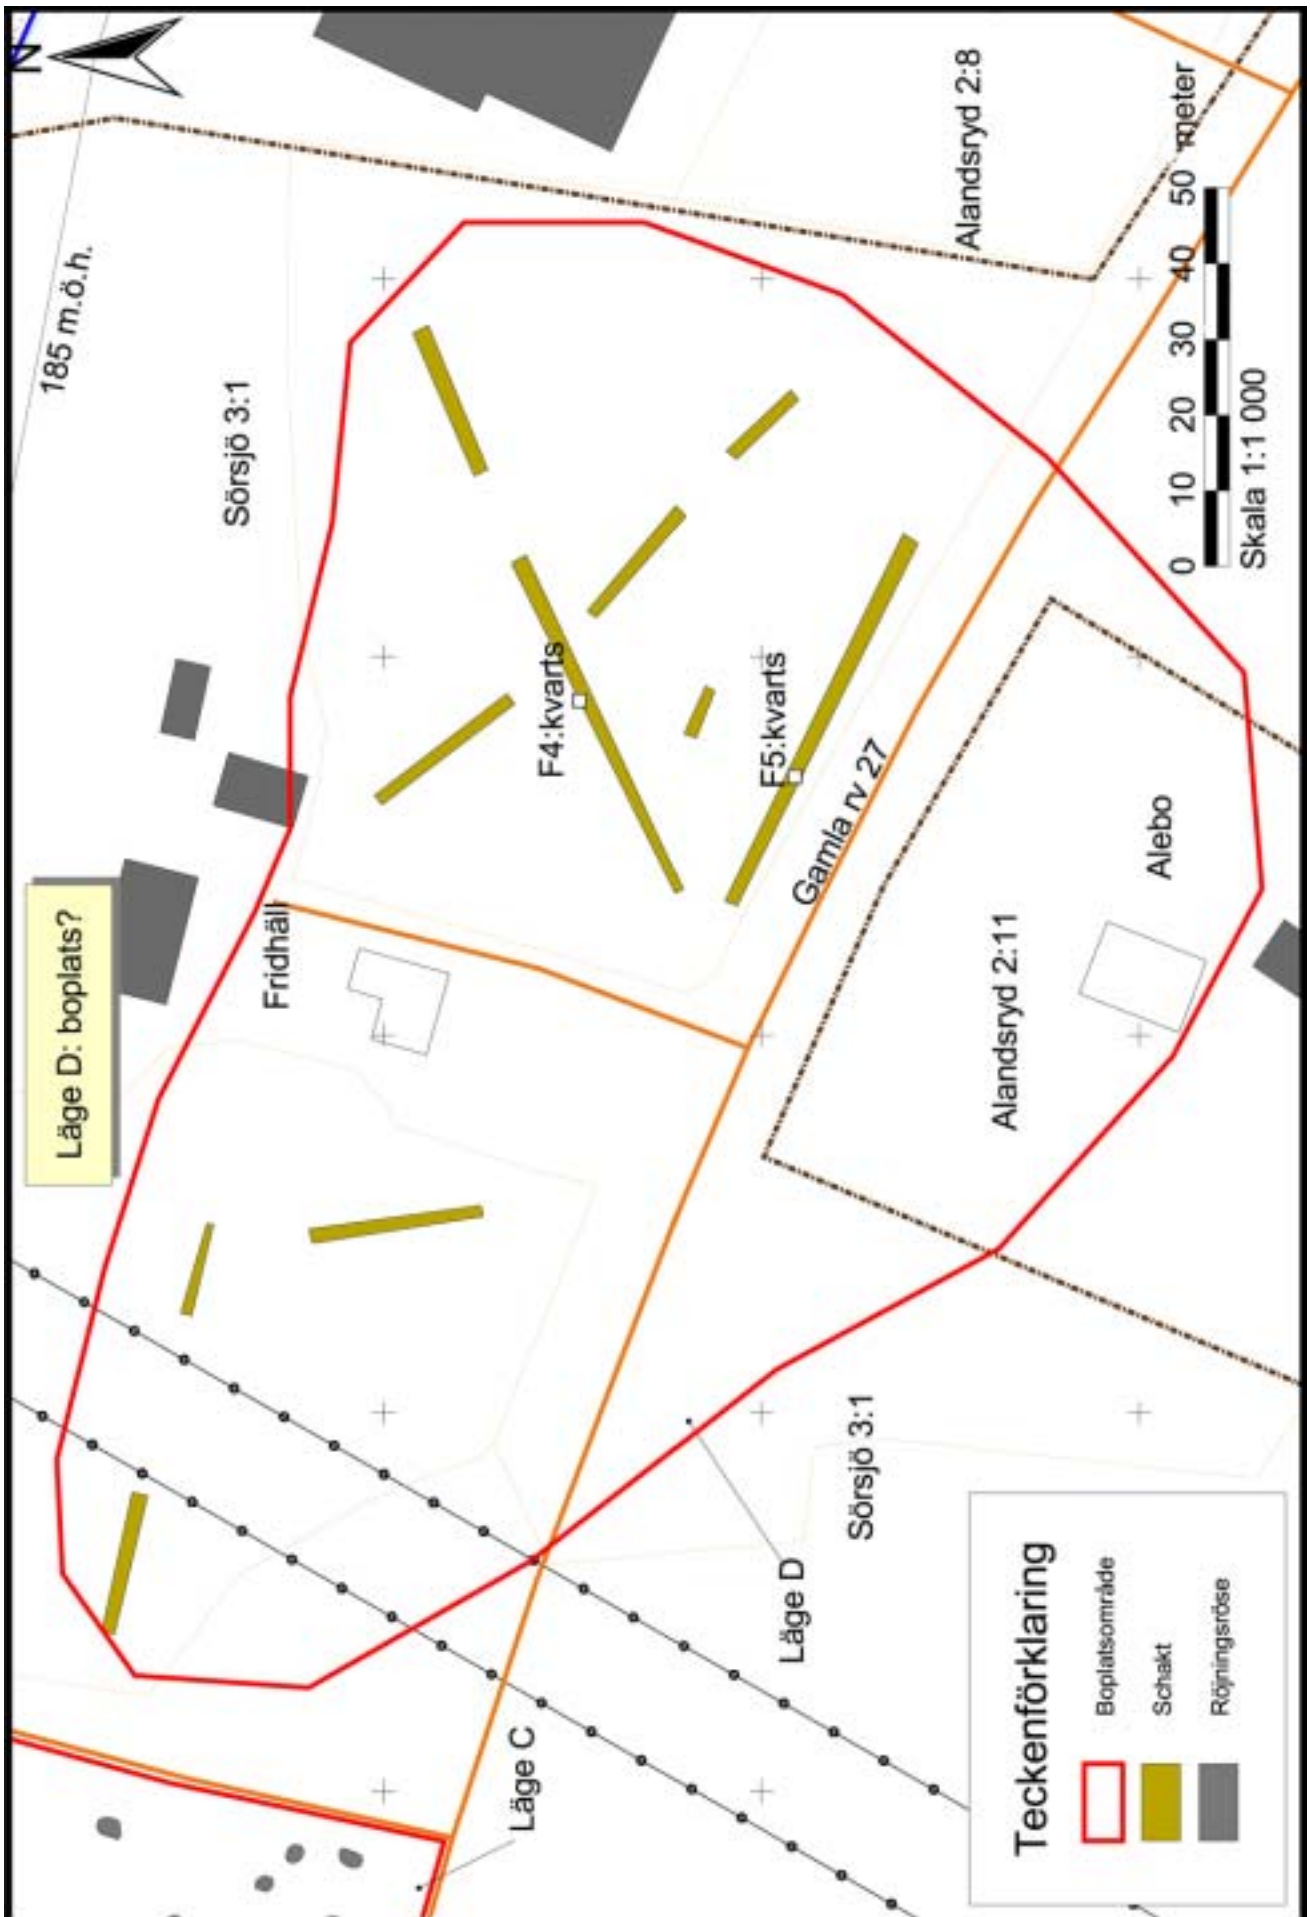 N
185 m.ö.h.
Sörsjö 3:1
Alandsryd 2:8
Läge D: boplats?
Fridhäll
F4:kvarts
F5:kvarts
Gamla rv 27
Alebo
Alandsryd 2:11
Sörsjö 3:1
Läge D
Läge C
0 10 20 30 40 50 meter
Skala 1:1 000
Teckenförklaring
Boplatsområde
Schakt
Röjningsröse